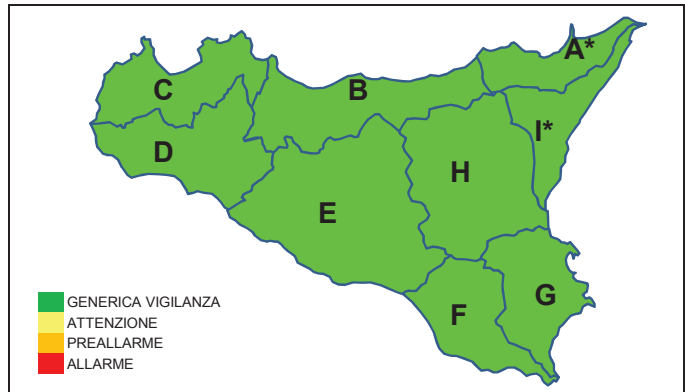 A*
B
C
I*
D
H
E
G
F
GENERICA VIGILANZA
ATTENZIONE
PREALLARME
ALLARME